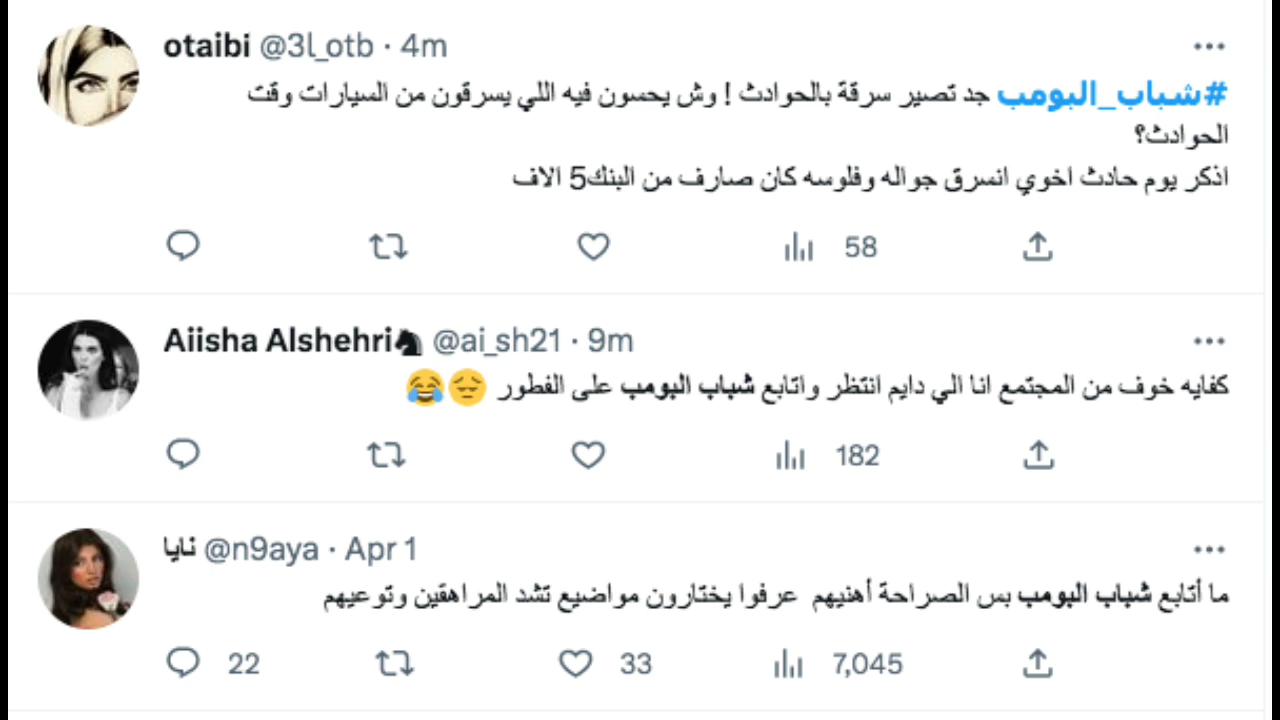 otaibi @3l_otb · 4m
#شباب_البومب جد تصير سرقة بالحوادث ! وش يحسون فيه اللي يسرقون من السيارات وقت
الحوادث؟
اذكر يوم حادث اخوي انسرق جواله وفلوسه كان صارف من البنك5 الاف
58
Aiisha Alshehri♞ @ai_sh21 · 9m
كفايه خوف من المجتمع انا الي دايم انتظر واتابع شباب البومب على الفطور 😔😂
182
نايا @n9aya · Apr 1
ما أتابع شباب البومب بس الصراحة أهنيهم عرفوا يختارون مواضيع تشد المراهقين وتوعيهم
22 33 7,045